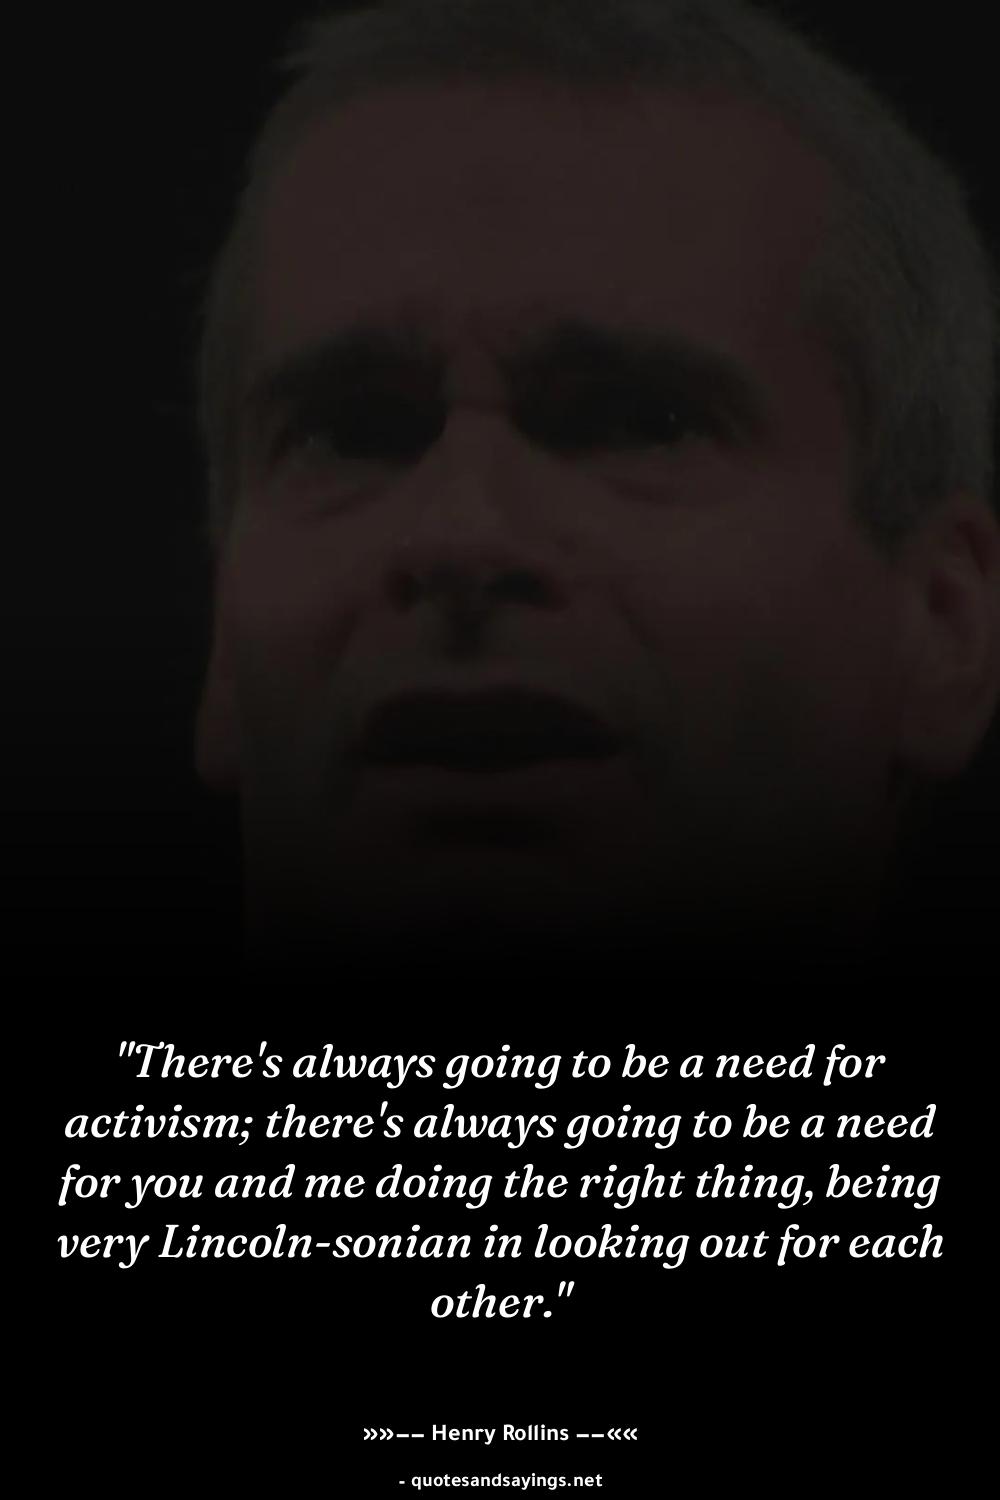 "There's always going to be a need for
activism; there's always going to be a need
for you and me doing the right thing, being
very Lincoln-sonian in looking out for each
other."
»»–– Henry Rollins ––««
- quotesandsayings.net